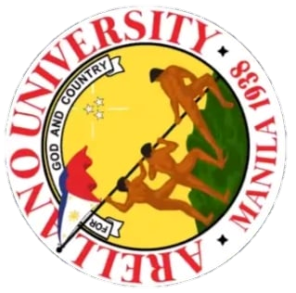 ARELLANO UNIVERSITY
MANILA 1938
FOR GOD AND COUNTRY